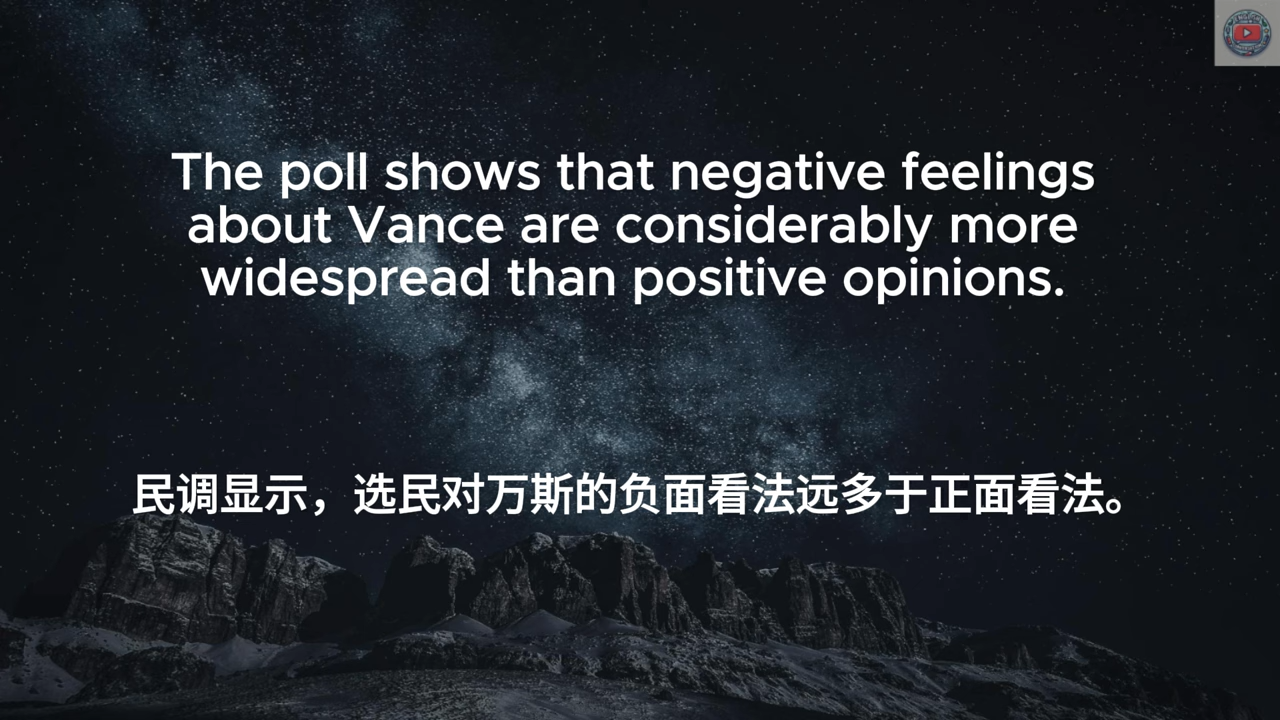 The poll shows that negative feelings
about Vance are considerably more
widespread than positive opinions.
民调显示，选民对万斯的负面看法远多于正面看法。